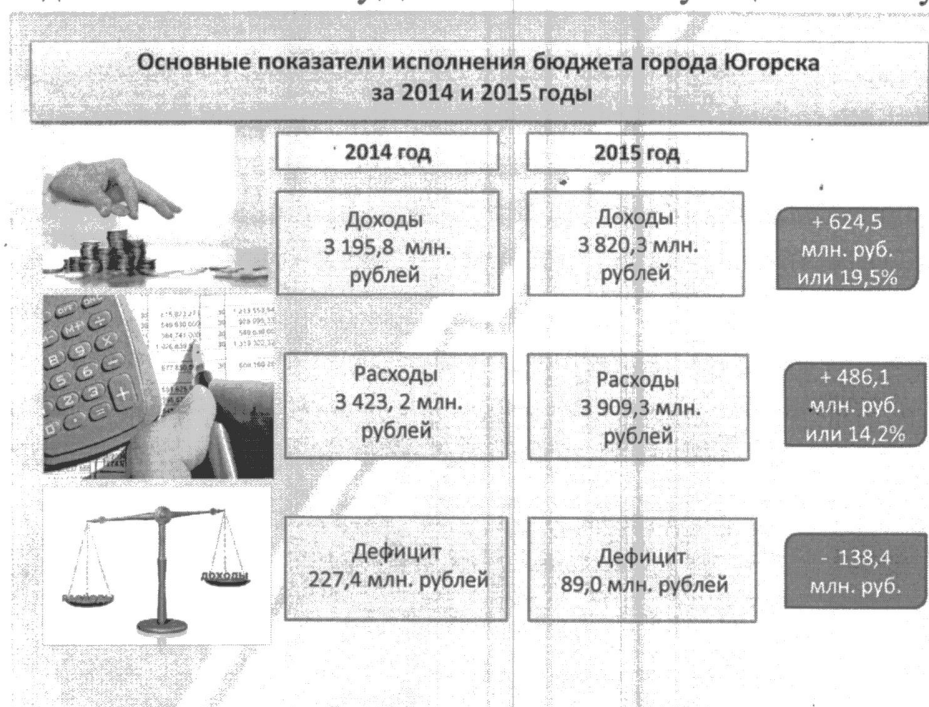 Основные показатели исполнения бюджета города Югорска
за 2014 и 2015 годы
2014 год
2015 год
Доходы
3 195,8 млн.
рублей
Доходы
3 820,3 млн.
рублей
+ 624,5
млн. руб.
или 19,5%
Расходы
3 423, 2 млн.
рублей
Расходы
3 909,3 млн.
рублей
+ 486,1
млн. руб.
или 14,2%
расходы
доходы
Дефицит
227,4 млн. рублей
Дефицит
89,0 млн. рублей
- 138,4
млн. руб.